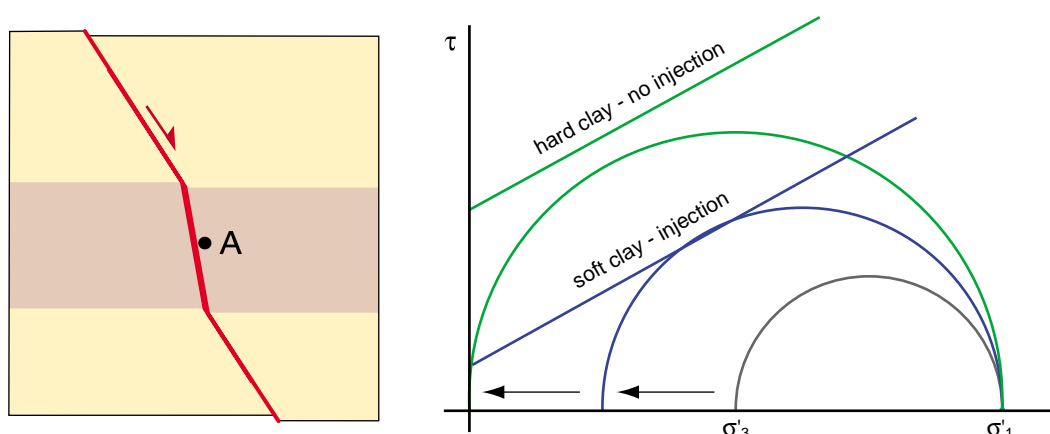 A
τ
hard clay - no injection
soft clay - injection
σ'₃
σ'₁